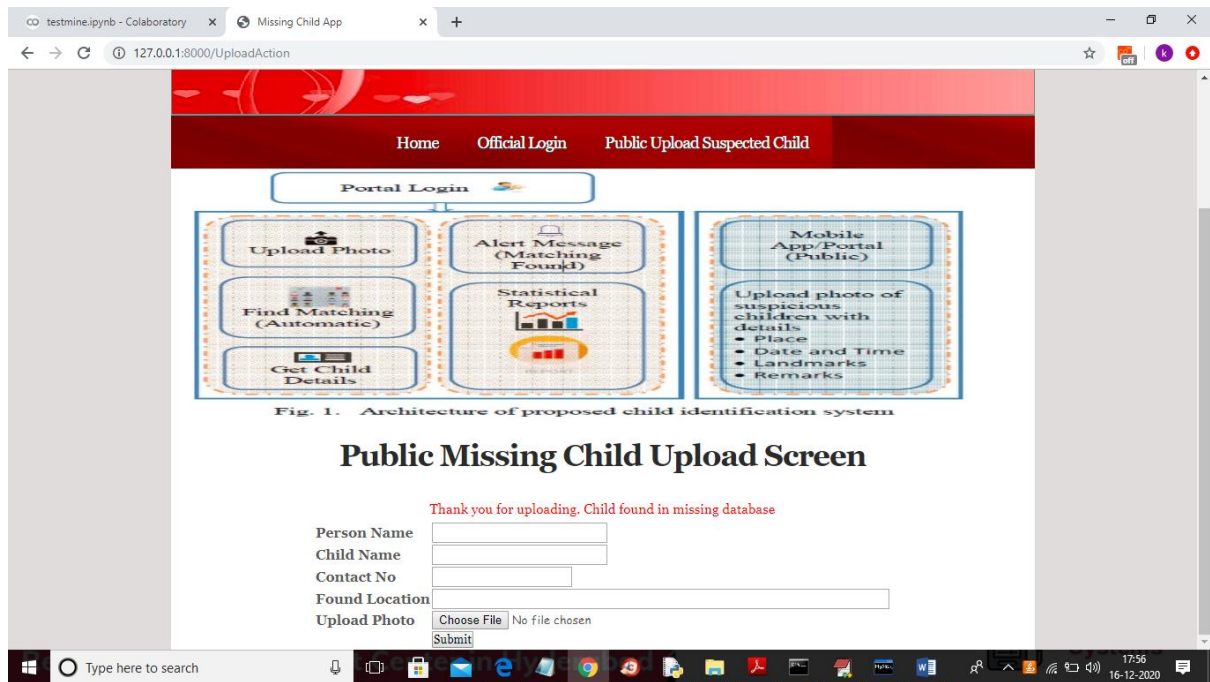 testmine.ipynb - Colaboratory
Missing Child App
127.0.0.1:8000/UploadAction
off
k
Home Official Login Public Upload Suspected Child
Portal Login
Upload Photo
Find Matching
(Automatic)
Get Child
Details
Alert Message
(Matching
Found)
Statistical
Reports
Mobile
App/Portal
(Public)
Upload photo of
suspicious
children with
details
• Place
• Date and Time
• Landmarks
• Remarks
Fig. 1. Architecture of proposed child identification system
Public Missing Child Upload Screen
Thank you for uploading. Child found in missing database
Person Name
Child Name
Contact No
Found Location
Upload Photo Choose File No file chosen
Submit
Type here to search
17:56
16-12-2020